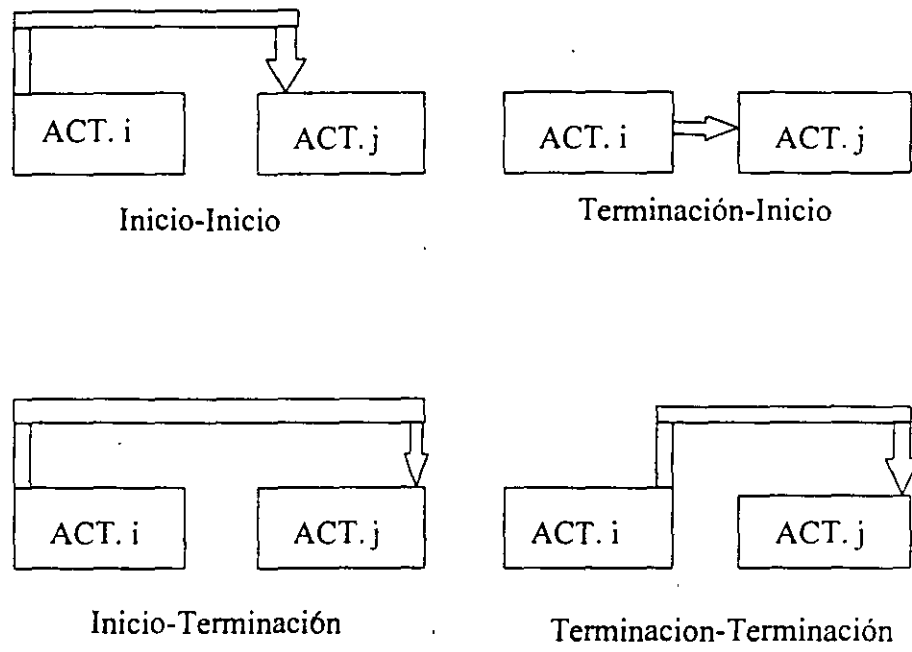 ACT. i
ACT. j
Inicio-Inicio
ACT. i
ACT. j
Terminación-Inicio
ACT. i
ACT. j
Inicio-Terminación
ACT. i
ACT. j
Terminacion-Terminación